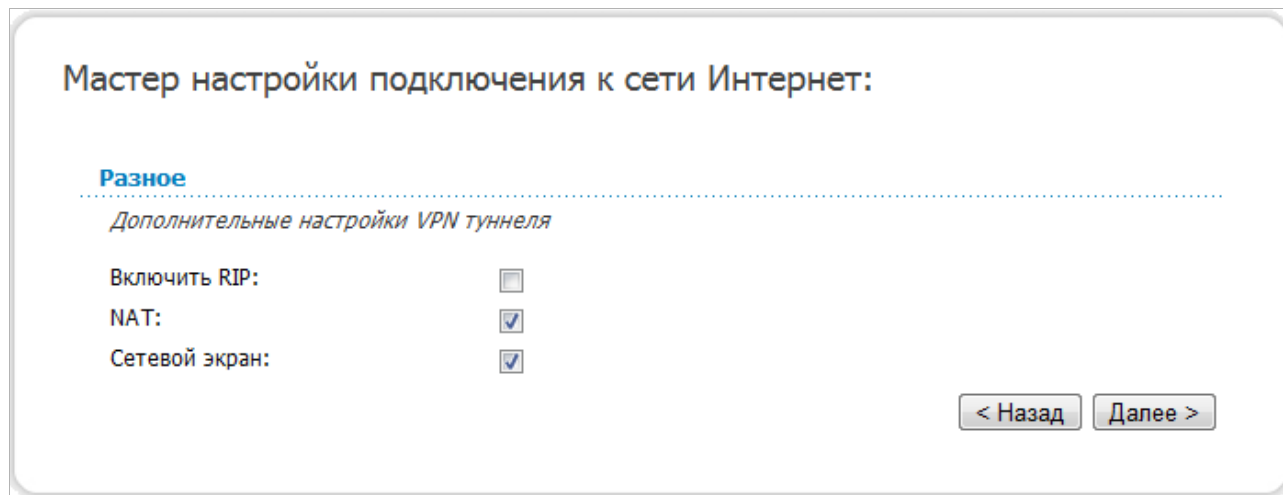 Мастер настройки подключения к сети Интернет:
Разное
Дополнительные настройки VPN туннеля
Включить RIP:
NAT:
Сетевой экран:
< Назад Далее >